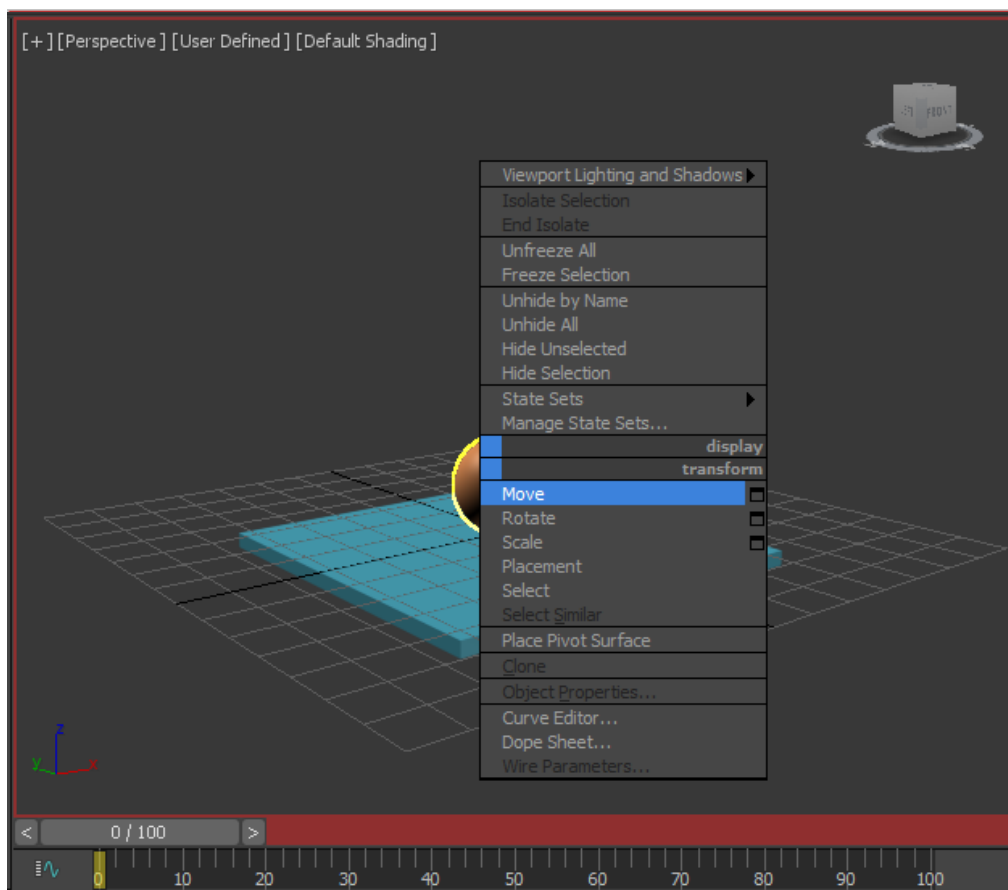 [+] [Perspective ] [User Defined ] [Default Shading ]
FRONT
Viewport Lighting and Shadows
Isolate Selection
End Isolate
Unfreeze All
Freeze Selection
Unhide by Name
Unhide All
Hide Unselected
Hide Selection
State Sets
Manage State Sets...
display
transform
Move
Rotate
Scale
Placement
Select
Select Similar
Place Pivot Surface
Clone
Object Properties...
Curve Editor...
Dope Sheet...
Wire Parameters...
z
y x
< 0 / 100 >
0 10 20 30 40 50 60 70 80 90 100